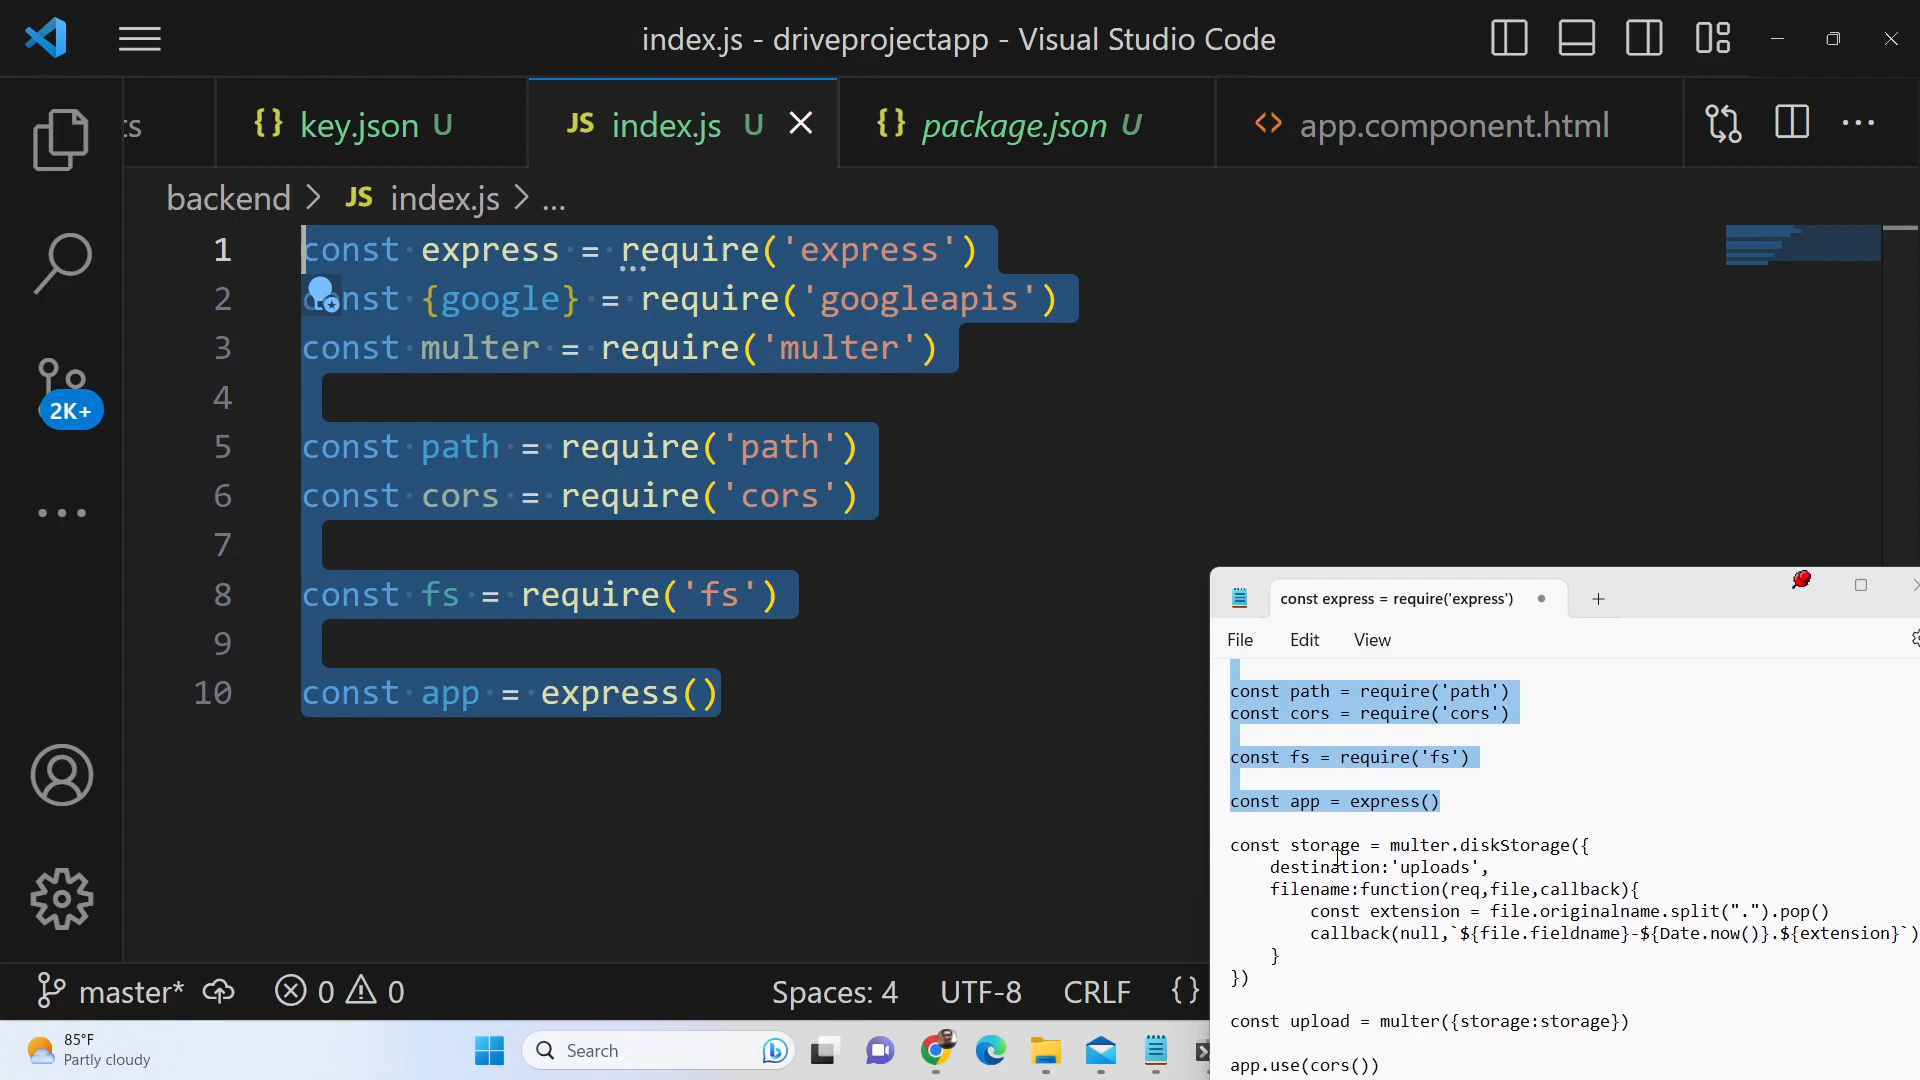 index.js - driveprojectapp - Visual Studio Code
ts
{} key.json U
JS index.js U
{} package.json U
<> app.component.html
backend > JS index.js > ...
1 const express = require('express')
2 const {google} = require('googleapis')
3 const multer = require('multer')
4
5 const path = require('path')
6 const cors = require('cors')
7
8 const fs = require('fs')
9
10 const app = express()
2K+
const express = require('express')
File Edit View
const path = require('path')
const cors = require('cors')
const fs = require('fs')
const app = express()
const storage = multer.diskStorage({
destination:'uploads',
filename:function(req,file,callback){
const extension = file.originalname.split(".").pop()
callback(null,`${file.fieldname}-${Date.now()}.${extension}`)
}
})
const upload = multer({storage:storage})
app.use(cors())
master* 0 0 Spaces: 4 UTF-8 CRLF {}
85°F
Partly cloudy
Search